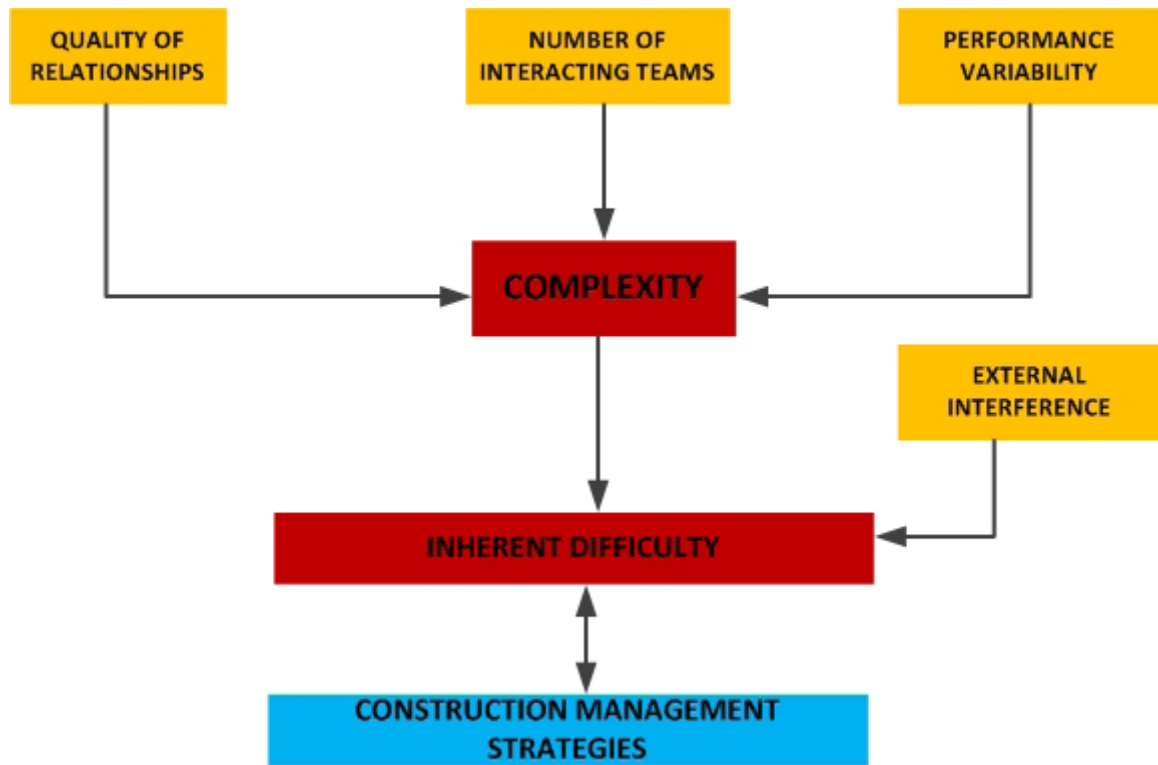 QUALITY OF
RELATIONSHIPS
NUMBER OF
INTERACTING TEAMS
PERFORMANCE
VARIABILITY
COMPLEXITY
EXTERNAL
INTERFERENCE
INHERENT DIFFICULTY
CONSTRUCTION MANAGEMENT
STRATEGIES